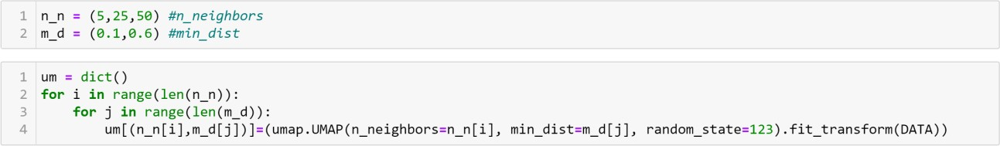 1 n_n = (5,25,50) #n_neighbors
2 m_d = (0.1,0.6) #min_dist
1 um = dict()
2 for i in range(len(n_n)):
3     for j in range(len(m_d)):
4         um[(n_n[i],m_d[j])]=(umap.UMAP(n_neighbors=n_n[i], min_dist=m_d[j], random_state=123).fit_transform(DATA))